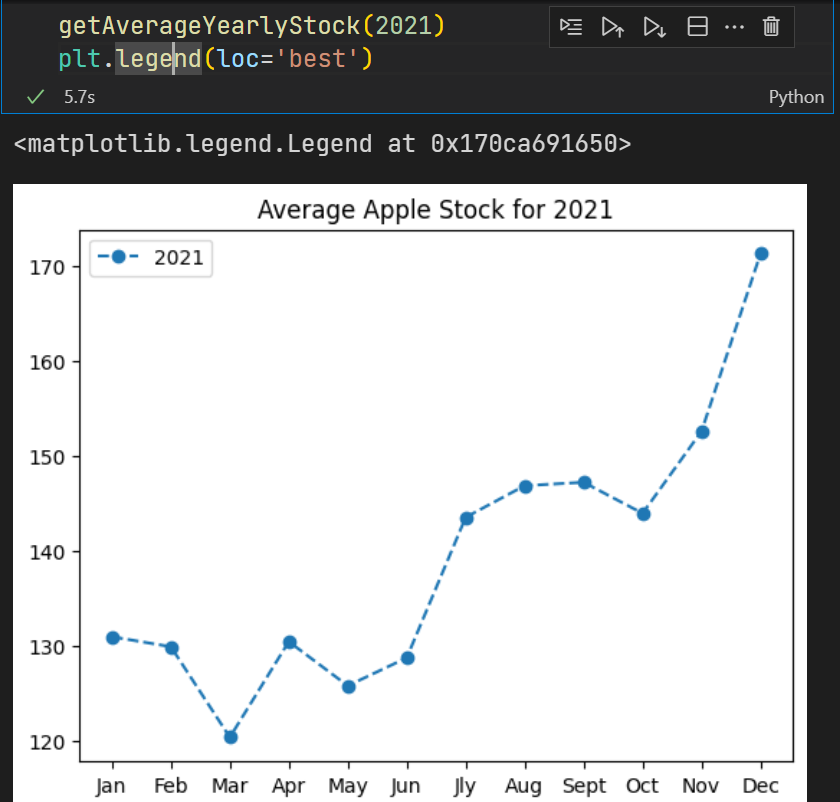 getAverageYearlyStock(2021)
plt.legend(loc='best')
5.7s
Python
<matplotlib.legend.Legend at 0x170ca691650>
Average Apple Stock for 2021
2021
170
160
150
140
130
120
Jan Feb Mar Apr May Jun Jly Aug Sept Oct Nov Dec